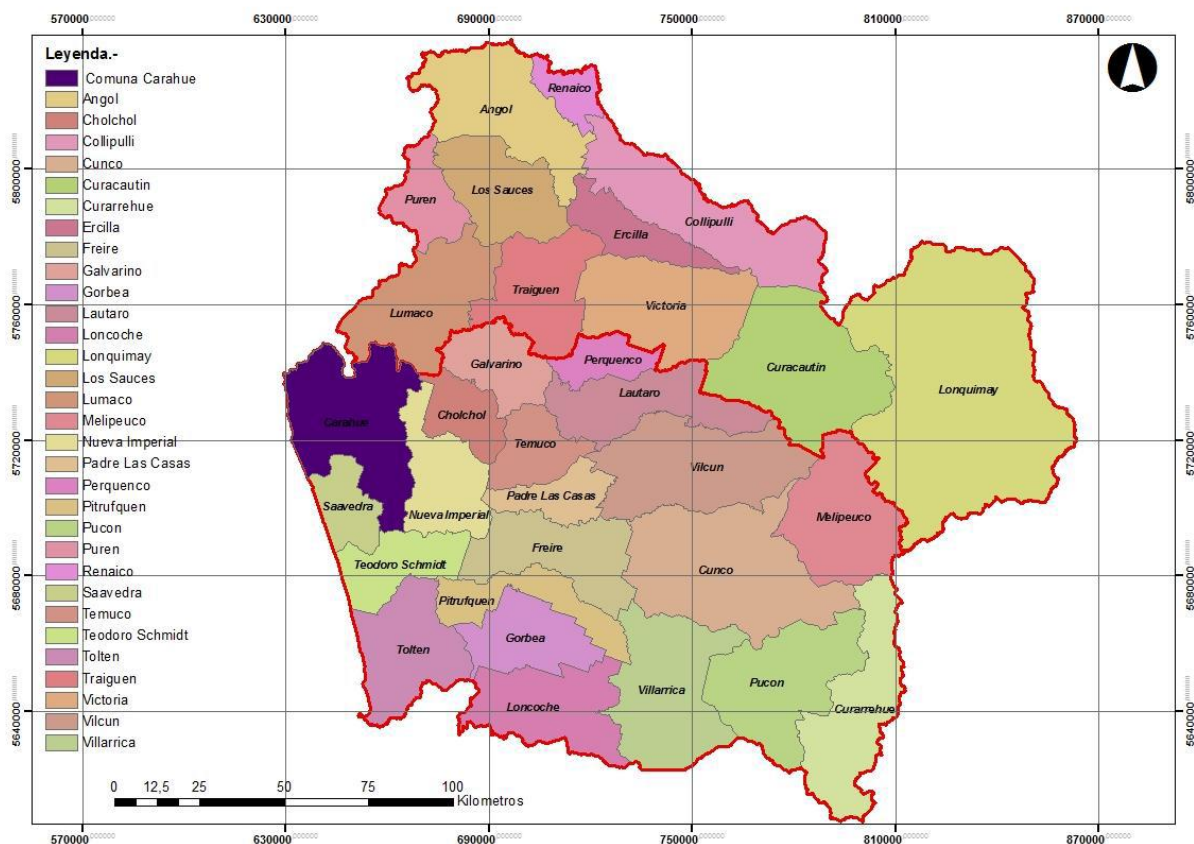 570000 630000 690000 750000 810000 870000
Leyenda.-
Comuna Carahue
Angol
Cholchol
Collipulli
Cunco
Curacautin
Curarrehue
Ercilla
Freire
Galvarino
Gorbea
Lautaro
Loncoche
Lonquimay
Los Sauces
Lumaco
Melipeuco
Nueva Imperial
Padre Las Casas
Perquenco
Pitrufquen
Pucon
Puren
Renaico
Saavedra
Temuco
Teodoro Schmidt
Tolten
Traiguen
Victoria
Vilcun
Villarrica
Renaico
Angol
Los Sauces
Puren
Collipulli
Ercilla
Traiguen
Victoria
Lumaco
Galvarino
Perquenco
Curacautin
Lonquimay
Lautaro
Carahue
Cholchol
Temuco
Vilcun
Padre Las Casas
Saavedra
Nueva Imperial
Melipeuco
Freire
Teodoro Schmidt
Cunco
Pitrufquen
Gorbea
Tolten
Villarrica
Pucon
Loncoche
Curarrehue
5800000
5760000
5720000
5680000
5640000
5800000
5760000
5720000
5680000
5640000
0 12,5 25 50 75 100
Kilometros
570000 630000 690000 750000 810000 870000